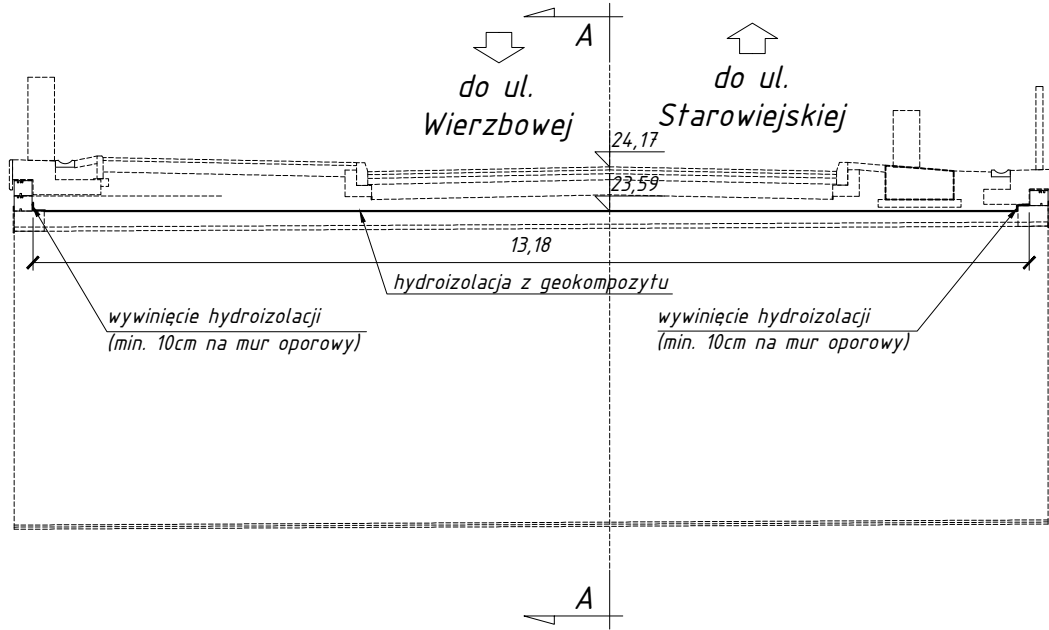 A
do ul.
Wierzbowej
do ul.
Starowiejskiej
24,17
23,59
13,18
hydroizolacja z geokompozytu
wywinięcie hydroizolacji
(min. 10cm na mur oporowy)
wywinięcie hydroizolacji
(min. 10cm na mur oporowy)
A